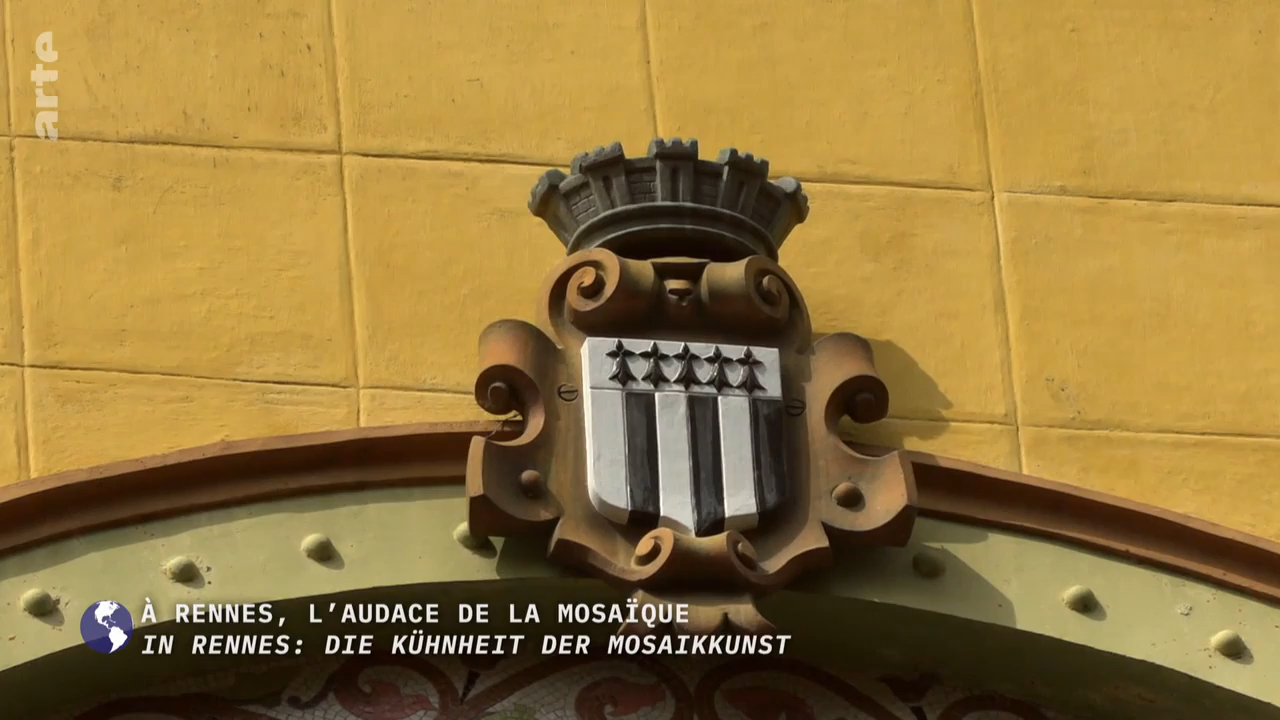 arte
À RENNES, L'AUDACE DE LA MOSAÏQUE
IN RENNES: DIE KÜHNHEIT DER MOSAIKKUNST